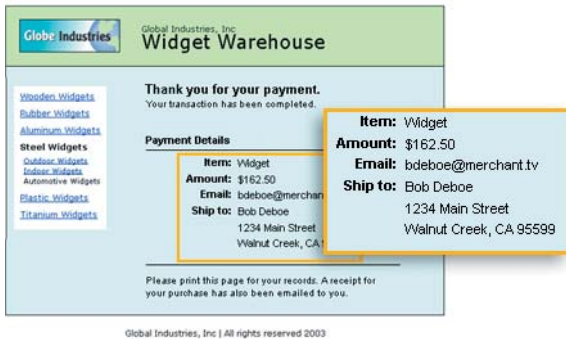 Globe Industries
Global Industries, Inc
Widget Warehouse
Wooden Widgets
Rubber Widgets
Aluminum Widgets
Steel Widgets
Outdoor Widgets
Indoor Widgets
Automotive Widgets
Plastic Widgets
Titanium Widgets
Thank you for your payment.
Your transaction has been completed.
Payment Details
Item: Widget
Amount: $162.50
Email: bdeboe@merchan
Ship to: Bob Deboe
1234 Main Street
Walnut Creek, CA
Item: Widget
Amount: $162.50
Email: bdeboe@merchant.tv
Ship to: Bob Deboe
1234 Main Street
Walnut Creek, CA 95599
Please print this page for your records. A receipt for
your purchase has also been emailed to you.
Global Industries, Inc | All rights reserved 2003